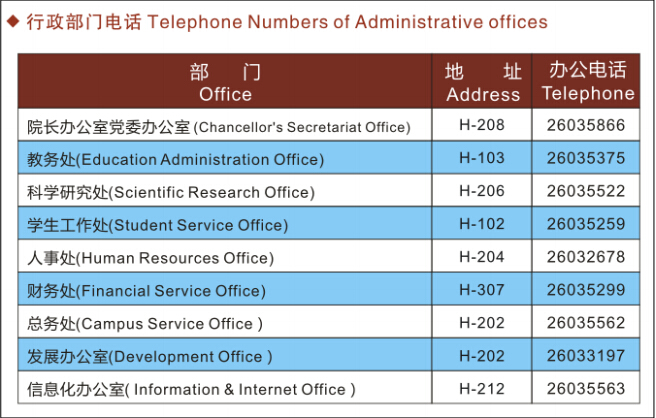 ◆ 行政部门电话 Telephone Numbers of Administrative offices
部 门 地 址 办公电话
Office Address Telephone
院长办公室党委办公室 (Chancellor's Secretariat Office) H-208 26035866
教务处(Education Administration Office) H-103 26035375
科学研究处(Scientific Research Office) H-206 26035522
学生工作处(Student Service Office) H-102 26035259
人事处(Human Resources Office) H-204 26032678
财务处(Financial Service Office) H-307 26035299
总务处(Campus Service Office ) H-202 26035562
发展办公室(Development Office ) H-202 26033197
信息化办公室( Information & Internet Office ) H-212 26035563